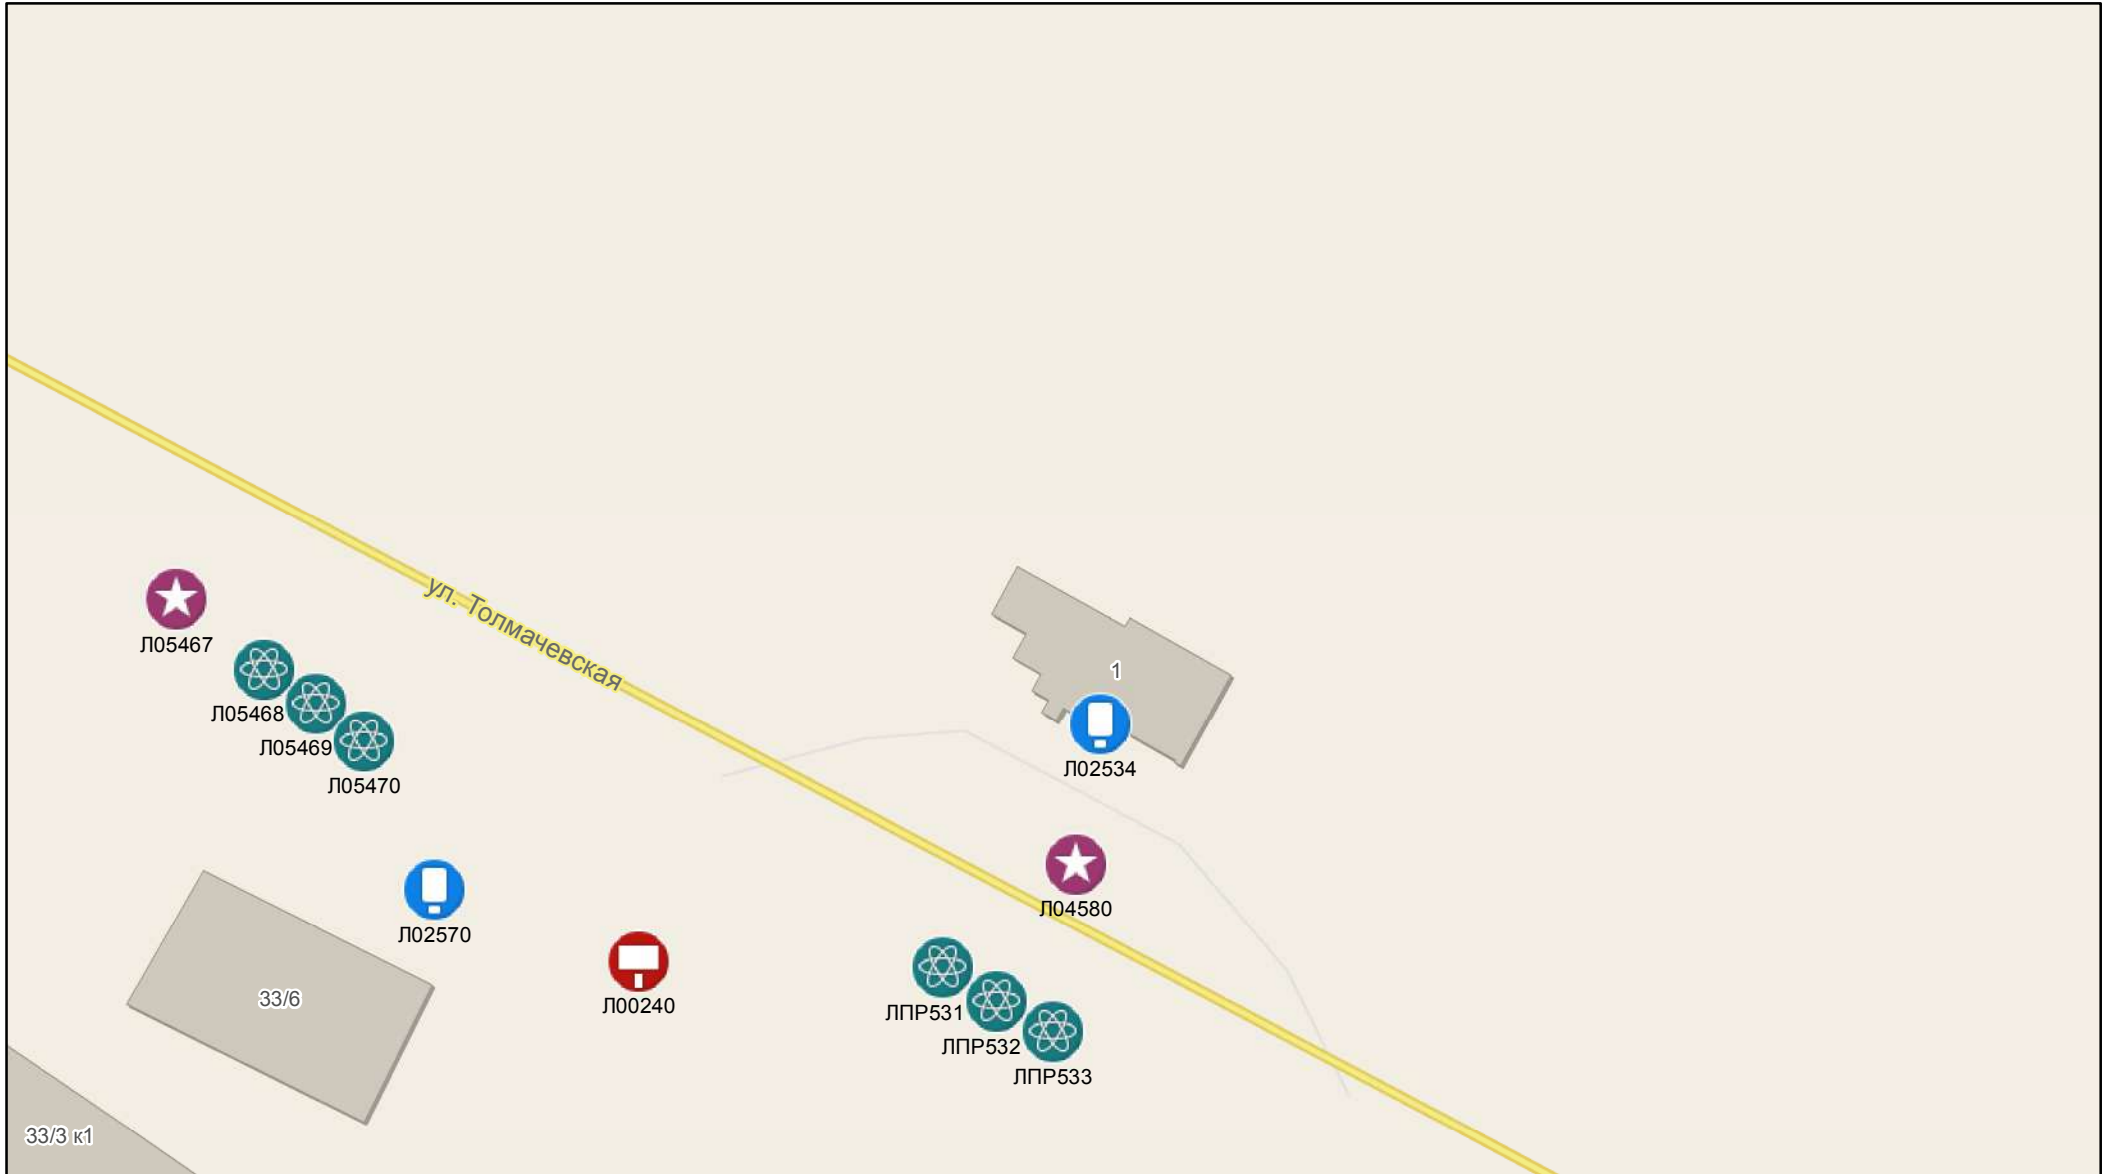 ул. Толмачевская
Л05467
1
Л05468
Л05469
Л02534
Л05470
Л04580
Л02570
33/6
Л00240
ЛПР531
ЛПР532
ЛПР533
33/3 к1